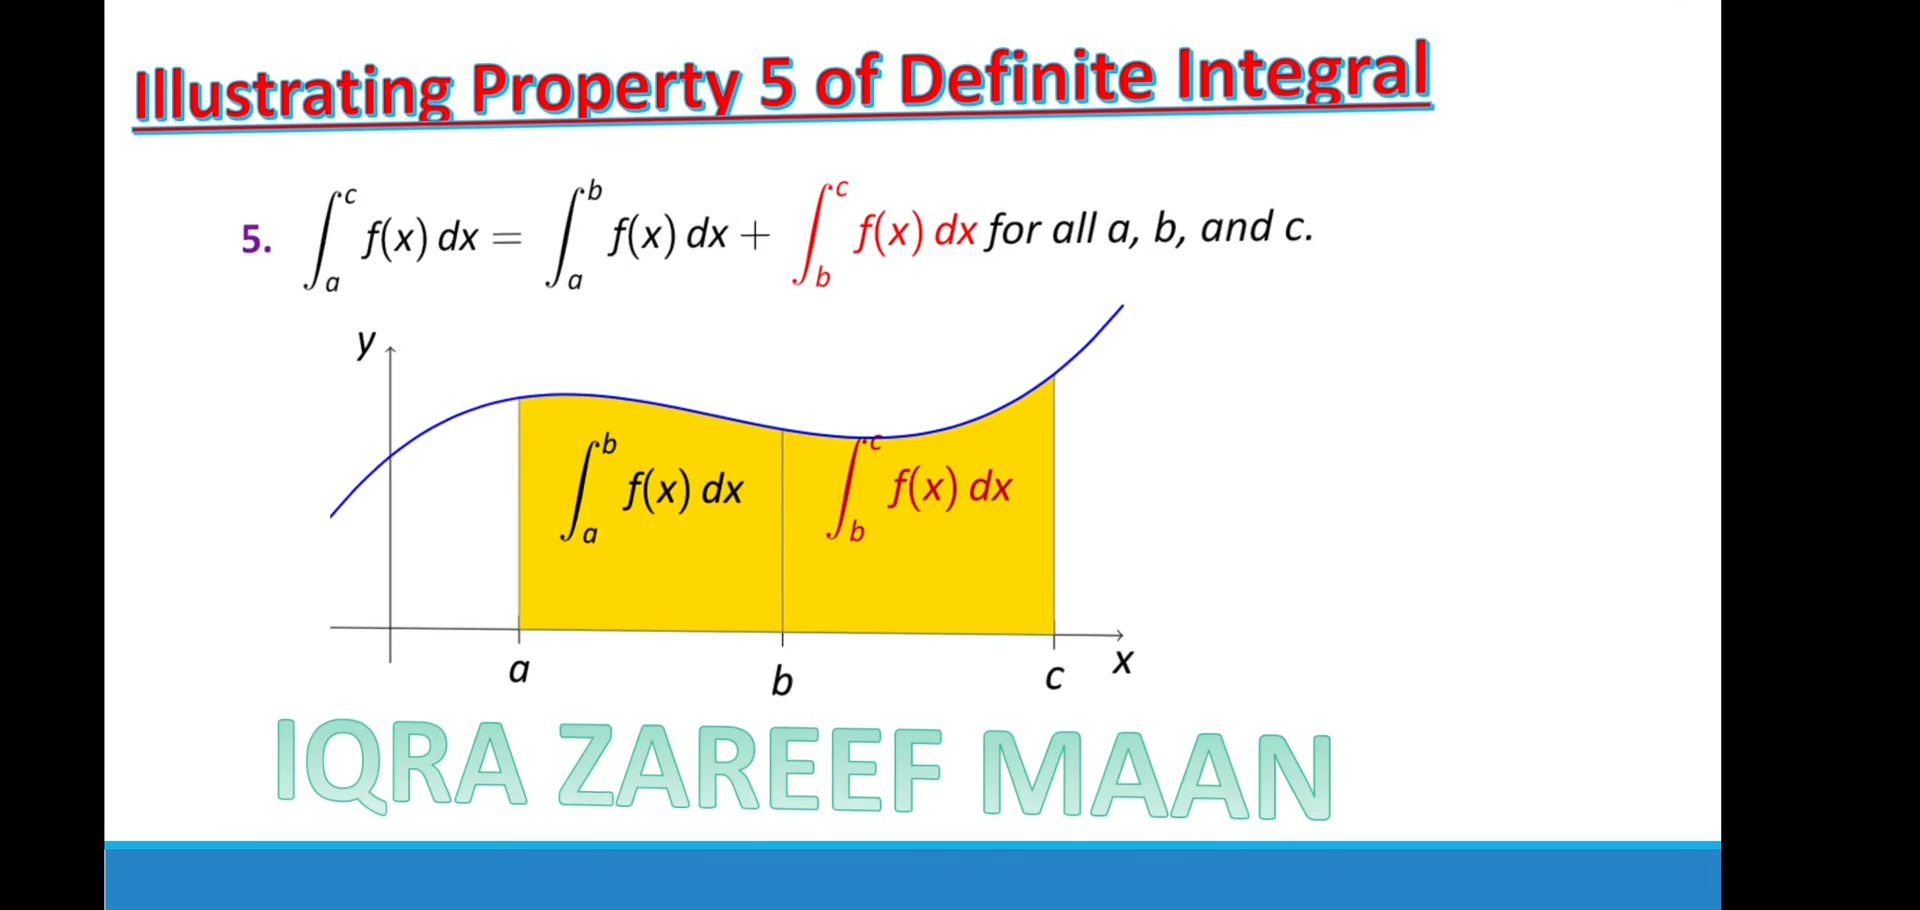 Illustrating Property 5 of Definite Integral
5. ∫_a^c f(x) dx = ∫_a^b f(x) dx + ∫_b^c f(x) dx for all a, b, and c.
y
∫_a^b f(x) dx ∫_b^c f(x) dx
a b c x
IQRA ZAREEF MAAN